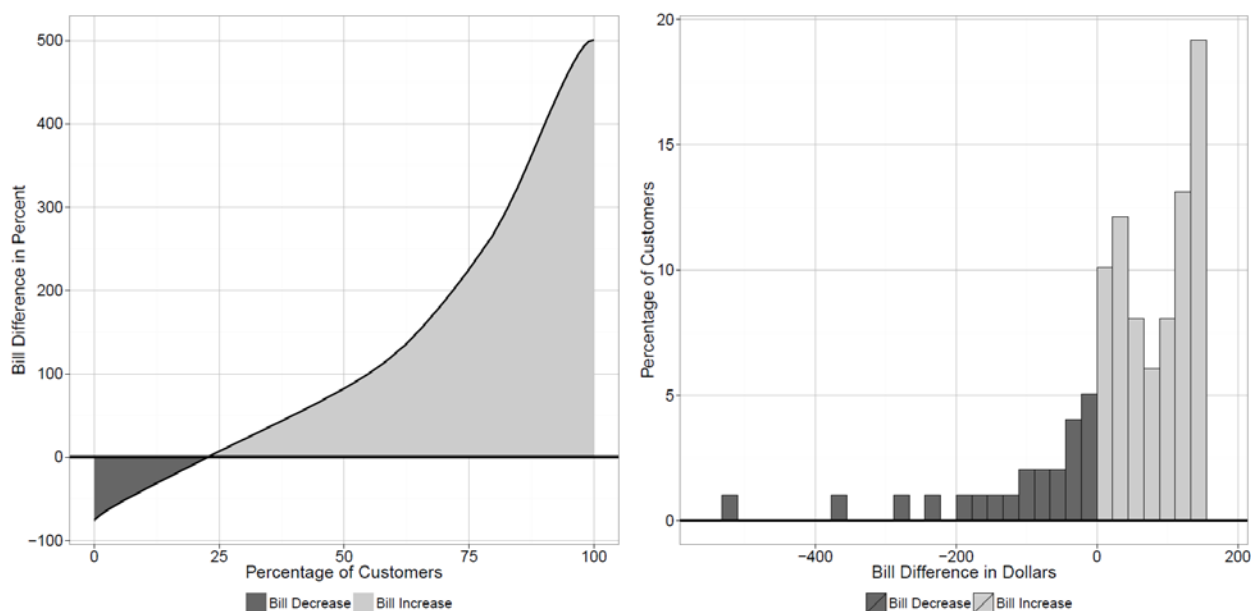 500
400
300
200
100
0
−100
Bill Difference in Percent
0
25
50
75
100
Percentage of Customers
Bill Decrease
Bill Increase
20
15
10
5
0
Percentage of Customers
−400
−200
0
200
Bill Difference in Dollars
Bill Decrease
Bill Increase